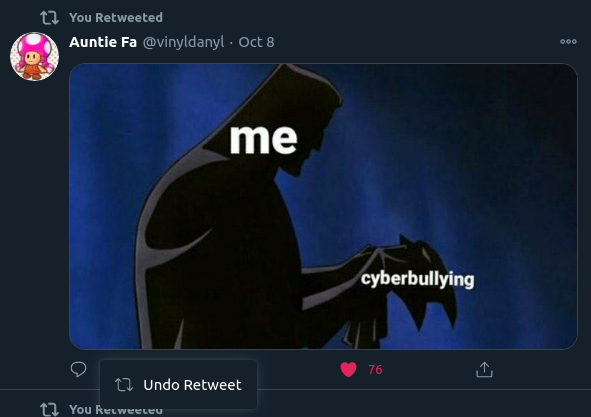 You Retweeted
Auntie Fa @vinyldanyl · Oct 8
me
cyberbullying
76
Undo Retweet
You Retweeted